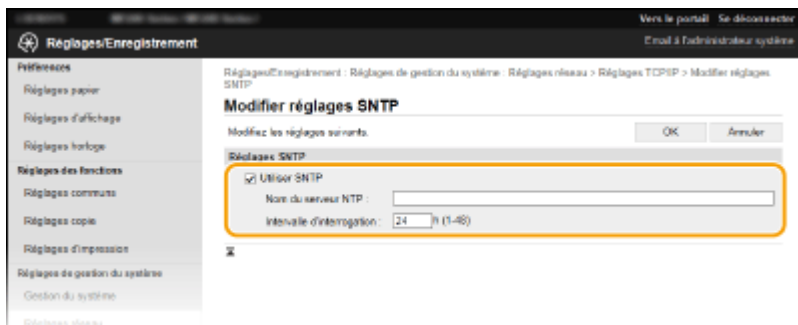 Vers le portail Se déconnecter
Réglages/Enregistrement
Email à l'administrateur système
Préférences
Réglages papier
Réglages d'affichage
Réglages horloge
Réglages des fonctions
Réglages communs
Réglages copie
Réglages d'impression
Réglages de gestion du système
Gestion du système
Réglages réseau
Réglages/Enregistrement : Réglages de gestion du système : Réglages réseau > Réglages TCP/IP > Modifier réglages
SNTP
Modifier réglages SNTP
Modifiez les réglages suivants.
OK Annuler
Réglages SNTP
Utiliser SNTP
Nom du serveur NTP :
Intervalle d'interrogation : 24 h (1-48)